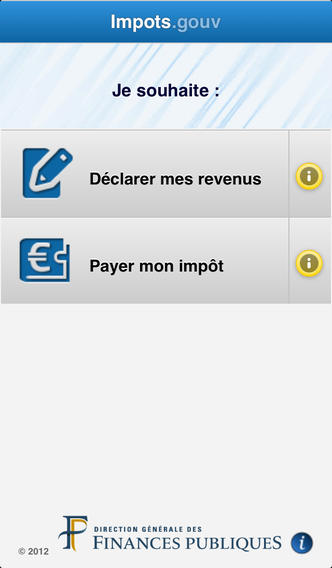 Impots.gouv
Je souhaite :
Déclarer mes revenus
Payer mon impôt
© 2012
DIRECTION GÉNÉRALE DES
FINANCES PUBLIQUES